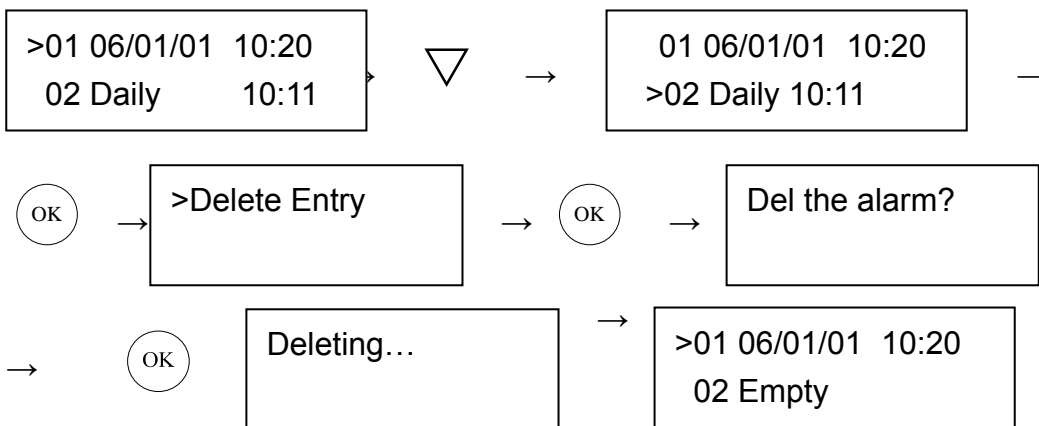 >01 06/01/01 10:20
02 Daily 10:11
→ ▽ →
01 06/01/01 10:20
>02 Daily 10:11
→
OK
→
>Delete Entry
→
OK
→
Del the alarm?
→
OK
Deleting…
→
>01 06/01/01 10:20
02 Empty